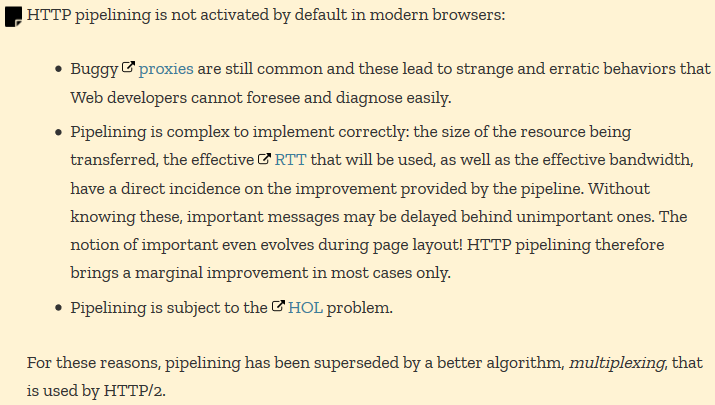 HTTP pipelining is not activated by default in modern browsers:
• Buggy proxies are still common and these lead to strange and erratic behaviors that
Web developers cannot foresee and diagnose easily.
• Pipelining is complex to implement correctly: the size of the resource being
transferred, the effective RTT that will be used, as well as the effective bandwidth,
have a direct incidence on the improvement provided by the pipeline. Without
knowing these, important messages may be delayed behind unimportant ones. The
notion of important even evolves during page layout! HTTP pipelining therefore
brings a marginal improvement in most cases only.
• Pipelining is subject to the HOL problem.
For these reasons, pipelining has been superseded by a better algorithm, multiplexing, that
is used by HTTP/2.